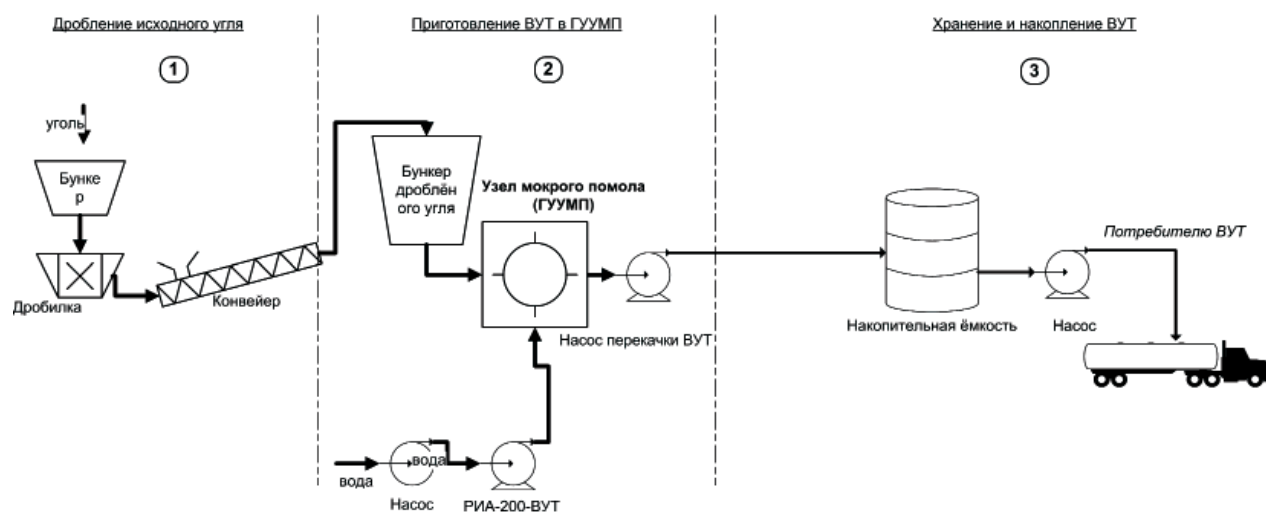 Дробление исходного угля
1
уголь
Бунке
р
Дробилка
Конвейер
Приготовление ВУТ в ГУУМП
2
Бункер
дроблён
ого угля
Узел мокрого помола
(ГУУМП)
Насос перекачки ВУТ
вода
вода
Насос
РИА-200-ВУТ
Хранение и накопление ВУТ
3
Накопительная ёмкость
Насос
Потребителю ВУТ